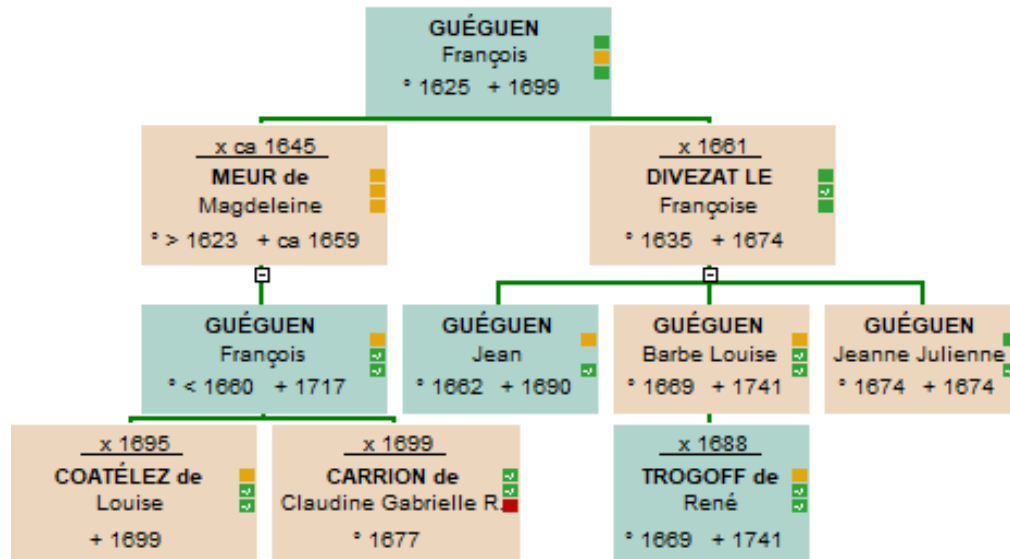 GUÉGUEN
François
° 1625 + 1699
x ca 1645
MEUR de
Magdeleine
° > 1623 + ca 1659
x 1661
DIVEZAT LE
Françoise
° 1635 + 1674
GUÉGUEN
François
° < 1660 + 1717
GUÉGUEN
Jean
° 1662 + 1690
GUÉGUEN
Barbe Louise
° 1669 + 1741
GUÉGUEN
Jeanne Julienne
° 1674 + 1674
x 1695
COATÉLEZ de
Louise
+ 1699
x 1699
CARRION de
Claudine Gabrielle R.
° 1677
x 1688
TROGOFF de
René
° 1669 + 1741